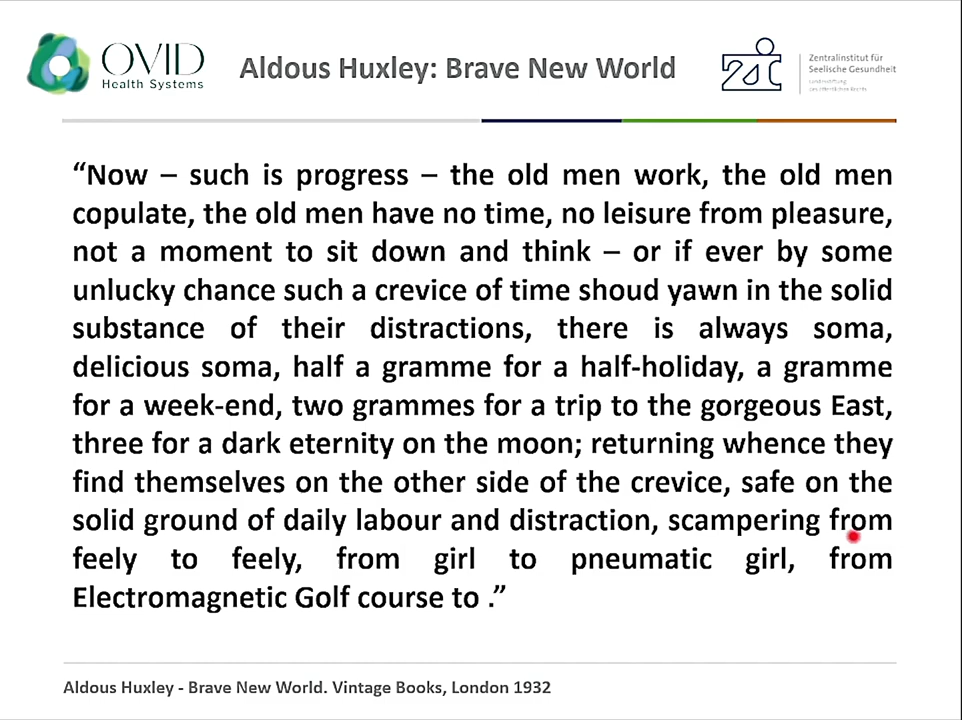 OVID
Health Systems
Aldous Huxley: Brave New World
zi
Zentralinstitut für
Seelische Gesundheit
Landesstiftung
des öffentlichen Rechts
“Now – such is progress – the old men work, the old men
copulate, the old men have no time, no leisure from pleasure,
not a moment to sit down and think – or if ever by some
unlucky chance such a crevice of time shoud yawn in the solid
substance of their distractions, there is always soma,
delicious soma, half a gramme for a half-holiday, a gramme
for a week-end, two grammes for a trip to the gorgeous East,
three for a dark eternity on the moon; returning whence they
find themselves on the other side of the crevice, safe on the
solid ground of daily labour and distraction, scampering from
feely to feely, from girl to pneumatic girl, from
Electromagnetic Golf course to .”
Aldous Huxley - Brave New World. Vintage Books, London 1932